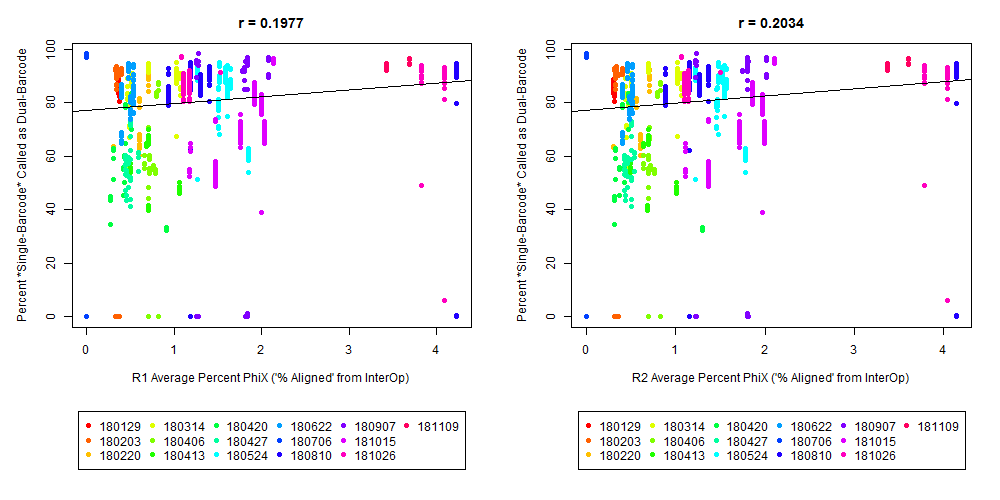 r = 0.1977
Percent *Single-Barcode* Called as Dual-Barcode
100
80
60
40
20
0
0 1 2 3 4
R1 Average Percent PhiX ('% Aligned' from InterOp)
180129 180314 180420 180622 180907 181109
180203 180406 180427 180706 181015
180220 180413 180524 180810 181026
r = 0.2034
Percent *Single-Barcode* Called as Dual-Barcode
100
80
60
40
20
0
0 1 2 3 4
R2 Average Percent PhiX ('% Aligned' from InterOp)
180129 180314 180420 180622 180907 181109
180203 180406 180427 180706 181015
180220 180413 180524 180810 181026